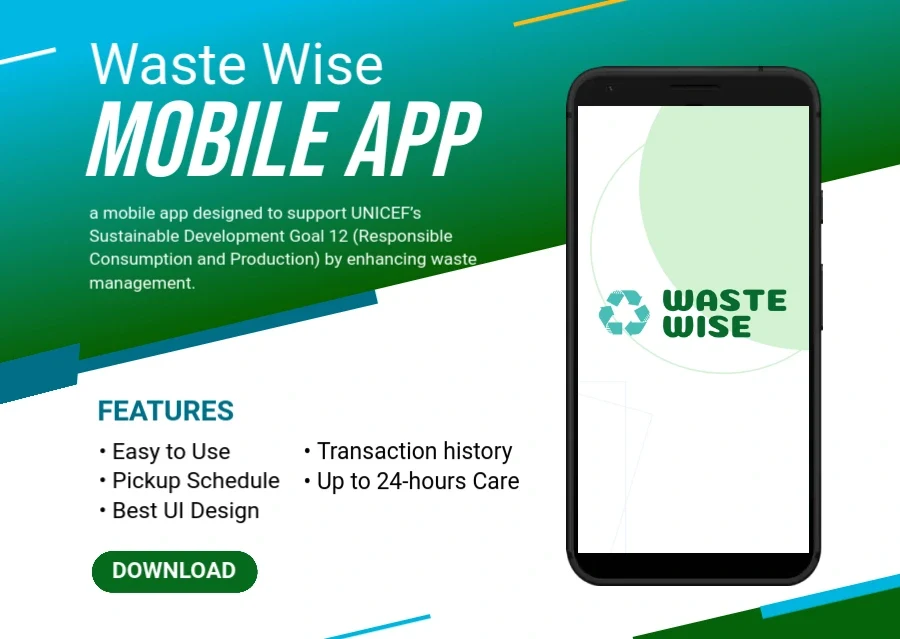 Waste Wise
MOBILE APP
a mobile app designed to support UNICEF's
Sustainable Development Goal 12 (Responsible
Consumption and Production) by enhancing waste
management.
WASTE
WISE
FEATURES
• Easy to Use
• Pickup Schedule
• Best UI Design
• Transaction history
• Up to 24-hours Care
DOWNLOAD